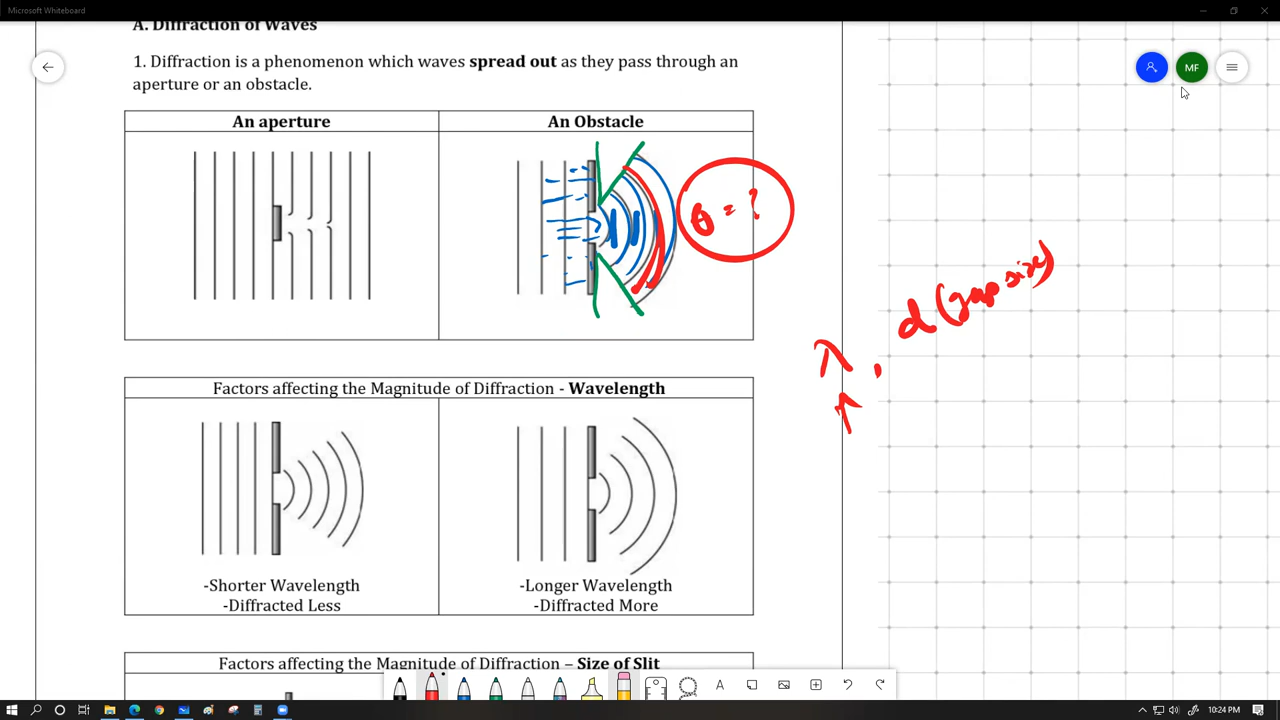 Microsoft Whiteboard
A. Diffraction of Waves
1. Diffraction is a phenomenon which waves spread out as they pass through an
aperture or an obstacle.
An aperture
An Obstacle
θ = ?
d (gap size)
λ ,
Factors affecting the Magnitude of Diffraction - Wavelength
-Shorter Wavelength
-Diffracted Less
-Longer Wavelength
-Diffracted More
Factors affecting the Magnitude of Diffraction – Size of Slit
MF
A
10:24 PM